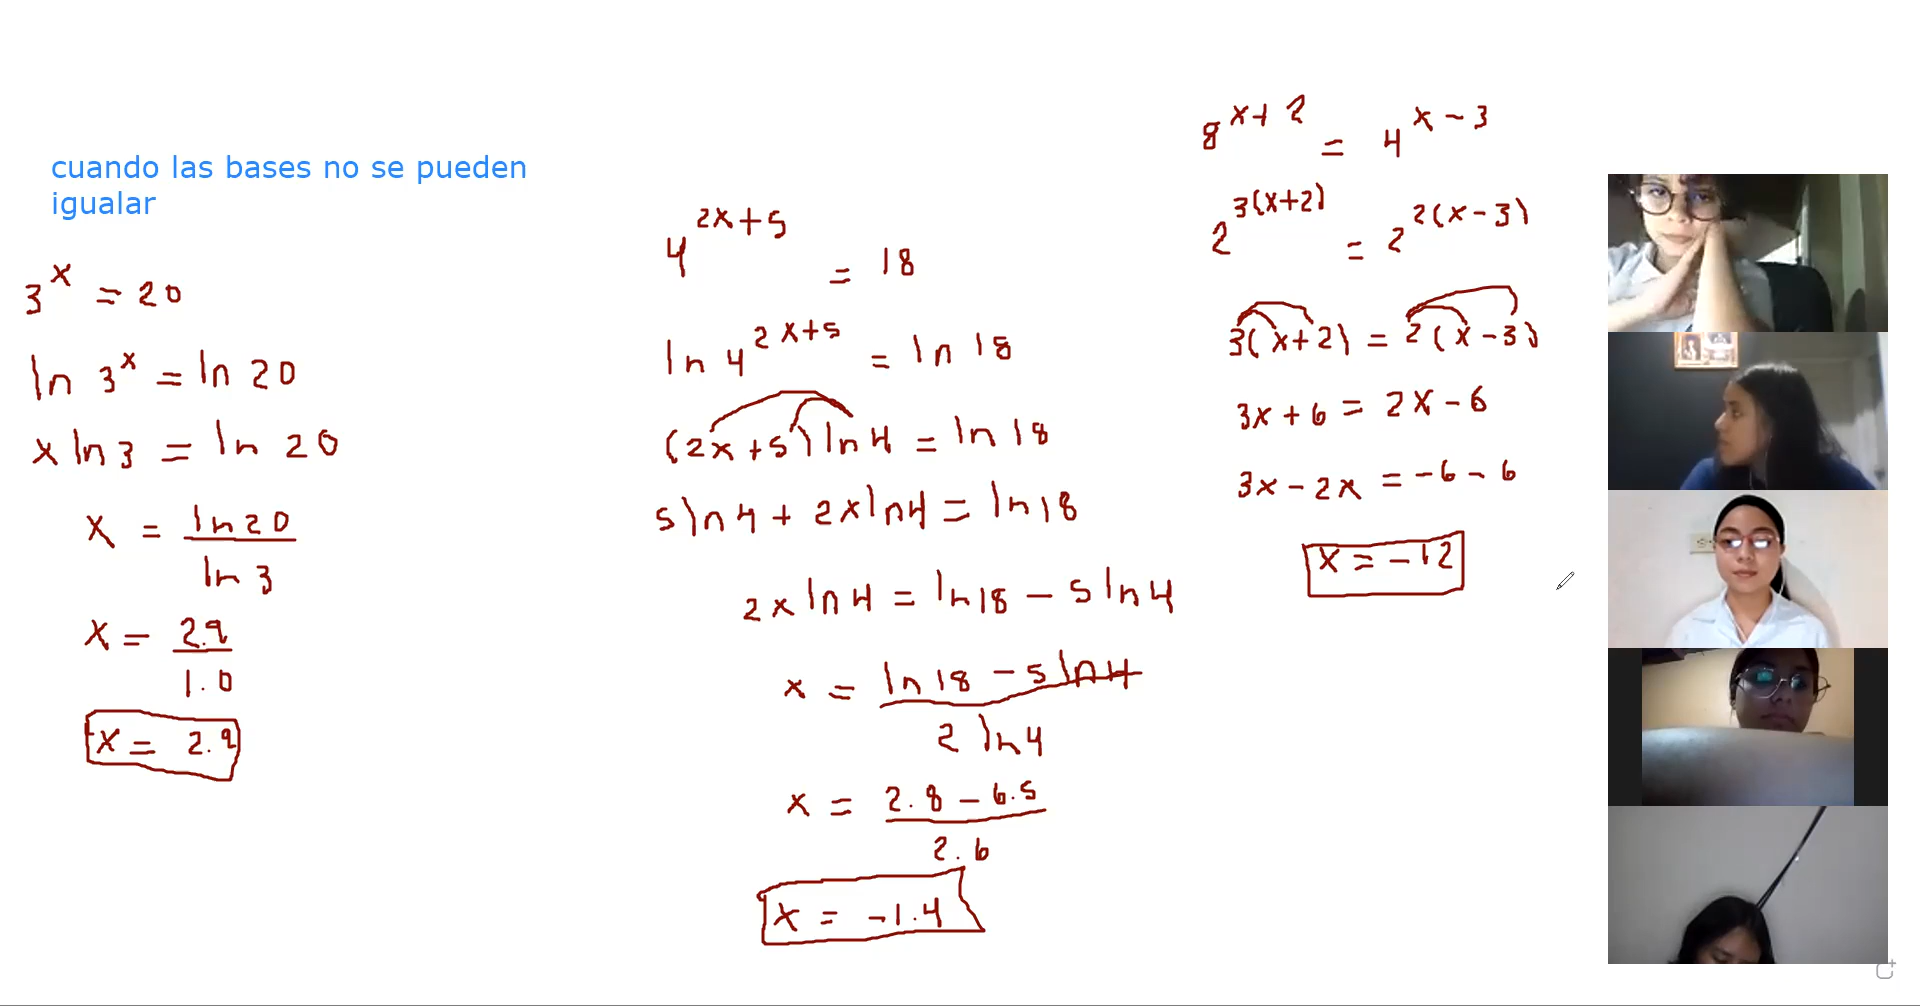 cuando las bases no se pueden
igualar
3^x = 20
ln 3^x = ln 20
x ln 3 = ln 20
x = ln 20 / ln 3
x = 2.9 / 1.0
x = 2.9
4^(2x+5) = 18
ln 4^(2x+5) = ln 18
(2x+5) ln 4 = ln 18
5 ln 4 + 2x ln 4 = ln 18
2x ln 4 = ln 18 - 5 ln 4
x = ln 18 - 5 ln 4 / 2 ln 4
x = 2.8 - 6.5 / 2.6
x = -1.4
8^(x+2) = 4^(x-3)
2^(3(x+2)) = 2^(2(x-3))
3(x+2) = 2(x-3)
3x + 6 = 2x - 6
3x - 2x = -6 - 6
x = -12